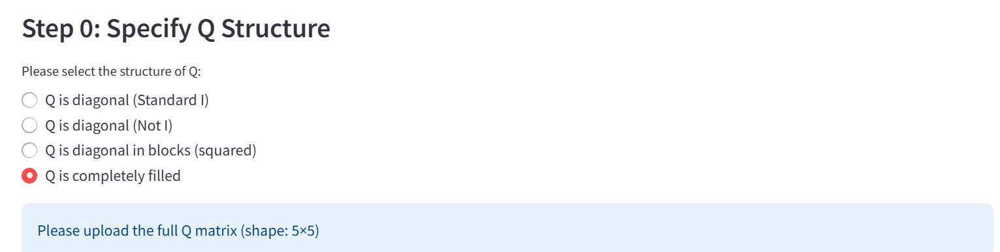 Step 0: Specify Q Structure
Please select the structure of Q:
Q is diagonal (Standard I)
Q is diagonal (Not I)
Q is diagonal in blocks (squared)
Q is completely filled
Please upload the full Q matrix (shape: 5×5)